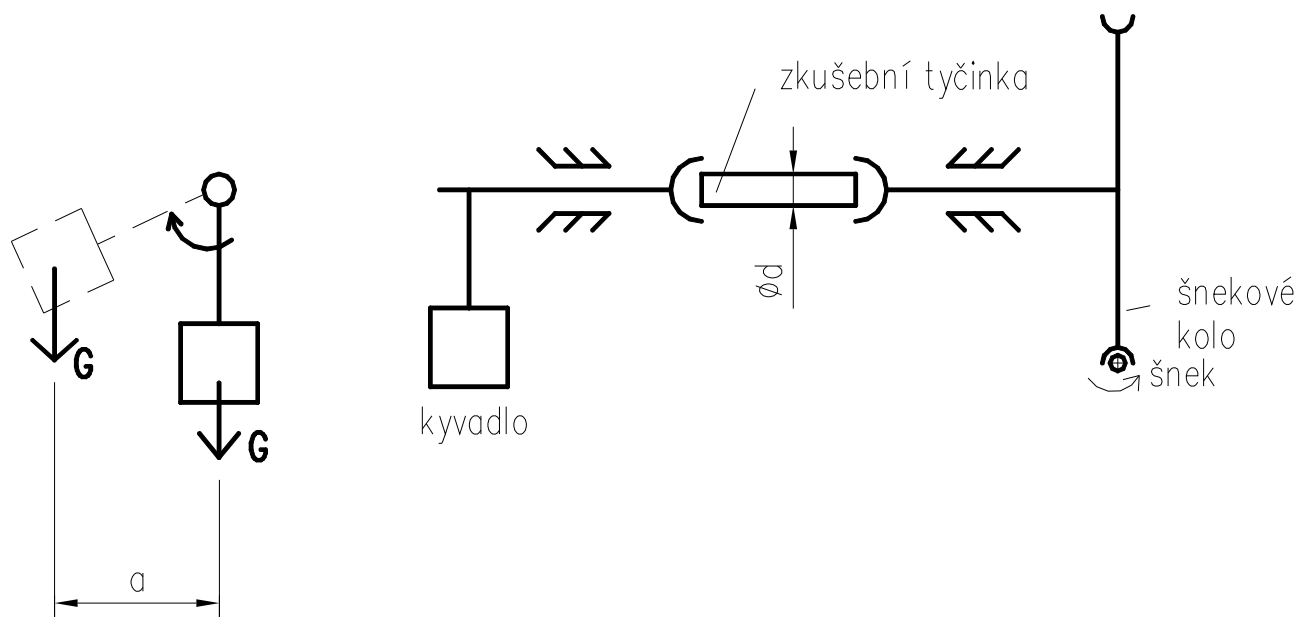 zkušební tyčinka
ød
šnekové
kolo
šnek
kyvadlo
G
G
a